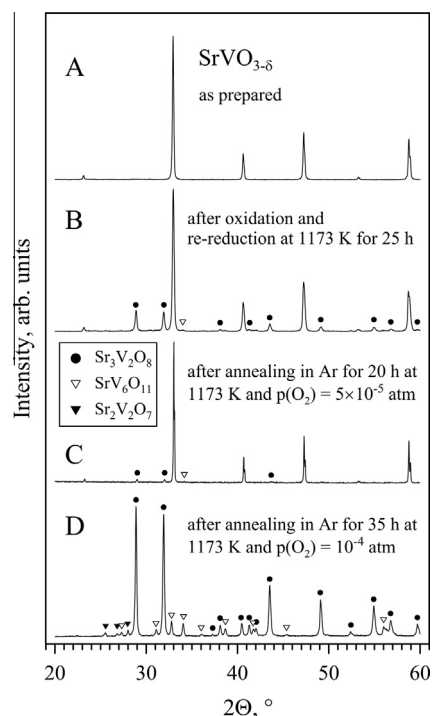 A
SrVO3-δ
as prepared
B
after oxidation and
re-reduction at 1173 K for 25 h
Intensity, arb. units
Sr3V2O8
SrV6O11
Sr2V2O7
after annealing in Ar for 20 h at
1173 K and p(O2) = 5×10-5 atm
C
D
after annealing in Ar for 35 h at
1173 K and p(O2) = 10-4 atm
20 30 40 50 60
2Θ, °